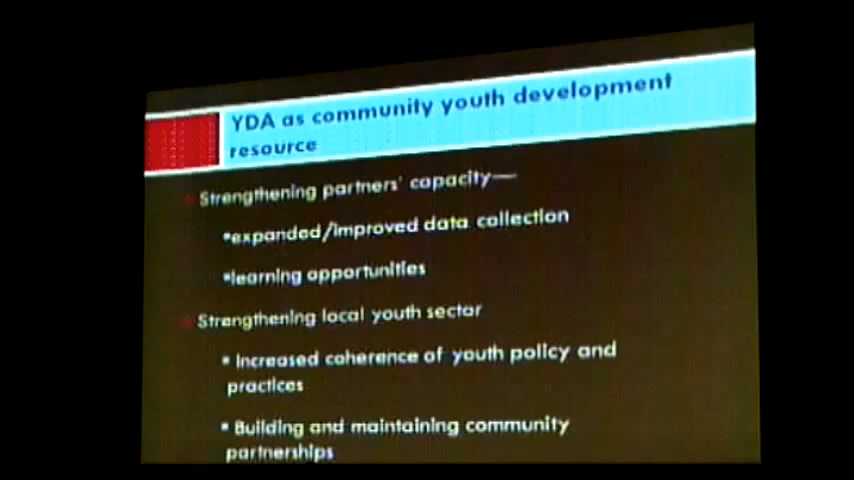 YDA as community youth development
resource
Strengthening partners' capacity—
▪expanded/improved data collection
▪learning opportunities
Strengthening local youth sector
▪ Increased coherence of youth policy and
practices
▪ Building and maintaining community
partnerships